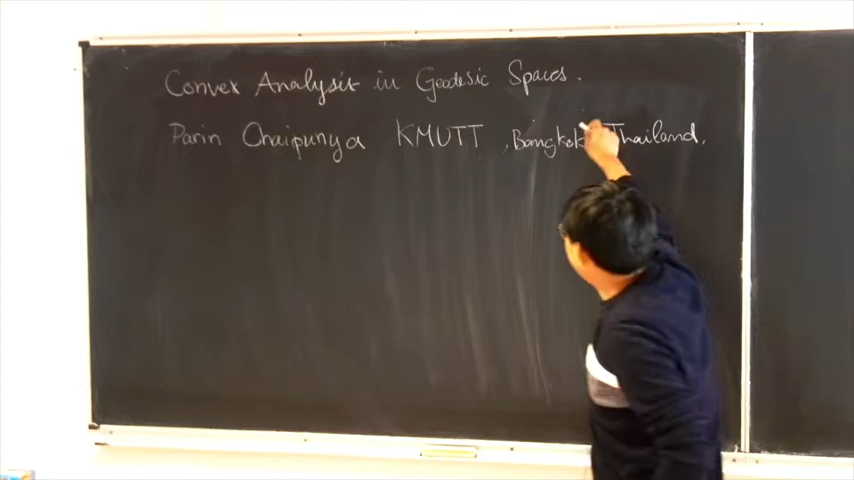 Convex Analysis in Geodesic Spaces.
Parin Chaipunya KMUTT, Bangkok Thailand,